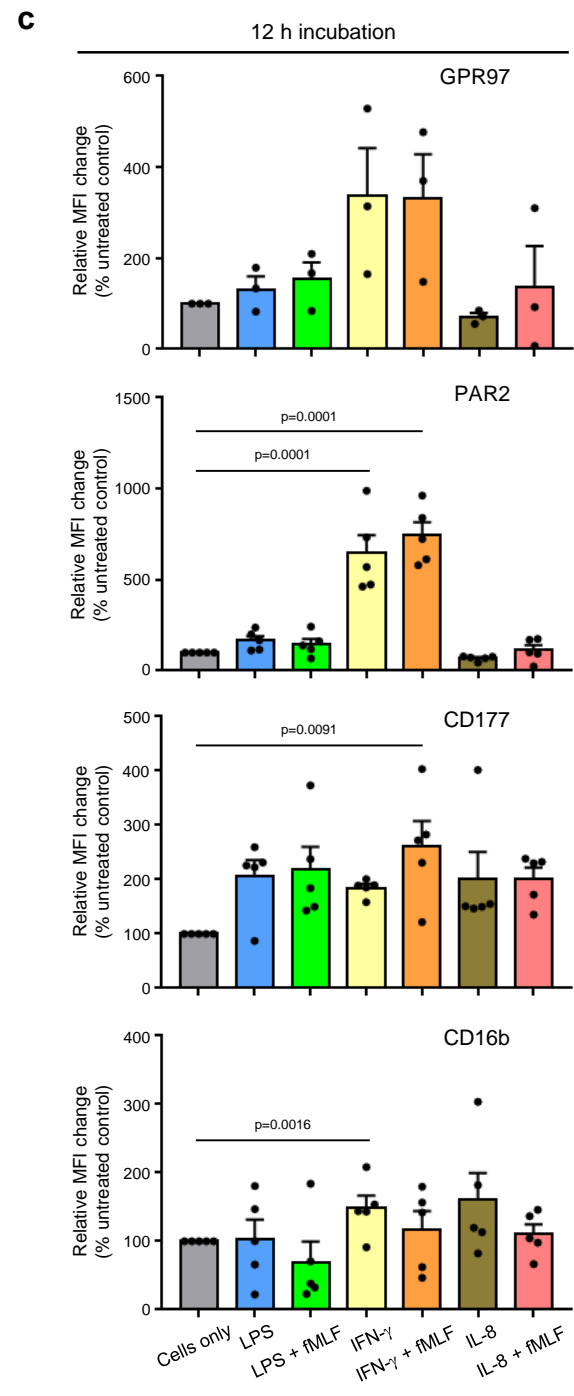 c
12 h incubation
GPR97
Relative MFI change
(% untreated control)
600
400
200
0
PAR2
Relative MFI change
(% untreated control)
1500
1000
500
0
p=0.0001
p=0.0001
CD177
Relative MFI change
(% untreated control)
500
400
300
200
100
0
p=0.0091
CD16b
Relative MFI change
(% untreated control)
400
300
200
100
0
p=0.0016
Cells only
LPS
LPS + fMLF
IFN-γ
IFN-γ + fMLF
IL-8
IL-8 + fMLF